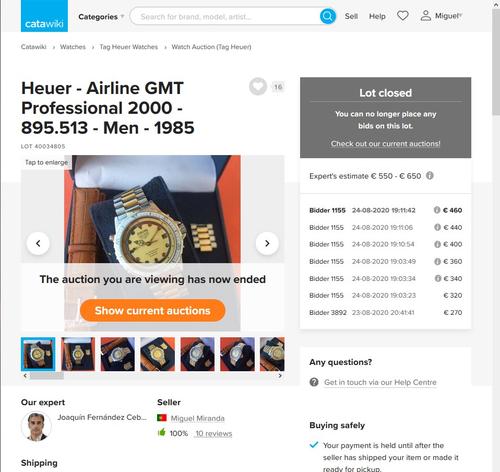 catawiki
Categories
Search for brand, model, artist...
Sell
Help
Miguel
Catawiki > Watches > Tag Heuer Watches > Watch Auction (Tag Heuer)
Heuer - Airline GMT
Professional 2000 -
895.513 - Men - 1985
16
LOT 40034805
Tap to enlarge
The auction you are viewing has now ended
Show current auctions
Lot closed
You can no longer place any
bids on this lot.
Check out our current auctions!
Expert's estimate € 550 - € 650
Bidder 1155 24-08-2020 19:11:42 € 460
Bidder 1155 24-08-2020 19:11:06 € 440
Bidder 1155 24-08-2020 19:10:54 € 400
Bidder 1155 24-08-2020 19:03:49 € 360
Bidder 1155 24-08-2020 19:03:34 € 340
Bidder 1155 24-08-2020 19:03:23 € 320
Bidder 3892 23-08-2020 20:41:41 € 270
Any questions?
Get in touch via our Help Centre
Our expert
Joaquín Fernández Ceb...
Seller
Miguel Miranda
100% 10 reviews
Buying safely
Your payment is held until after the
seller has shipped your item or made it
ready for pickup.
Shipping